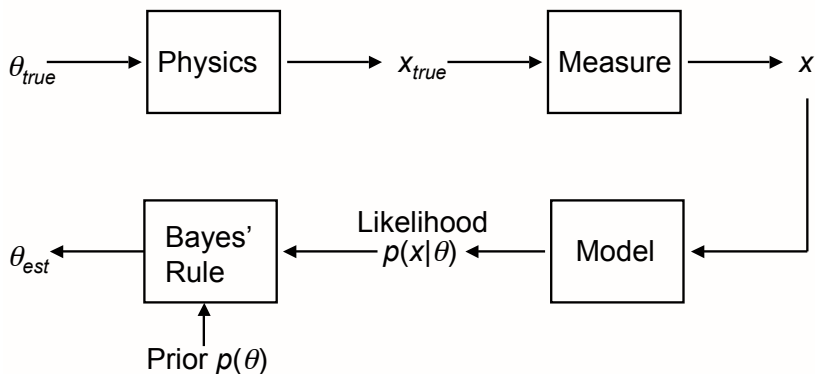 θtrue
Physics
xtrue
Measure
x
θest
Bayes’
Rule
Likelihood
p(x|θ)
Model
Prior p(θ)